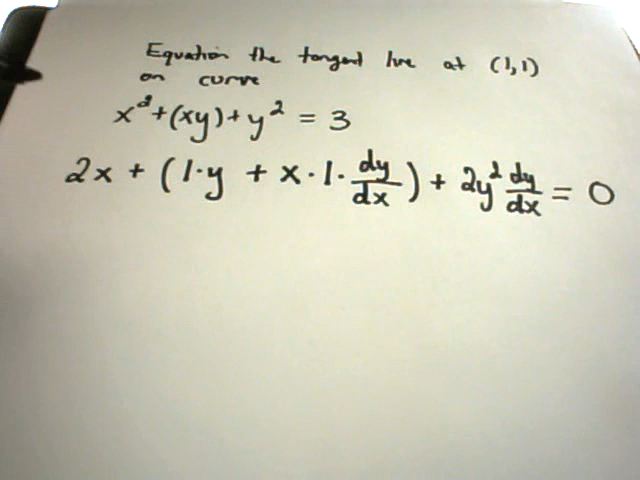 Equation the tangent line at (1,1)
on curve
x² + (xy) + y² = 3
2x + (1·y + x·1·dy/dx) + 2y² dy/dx = 0